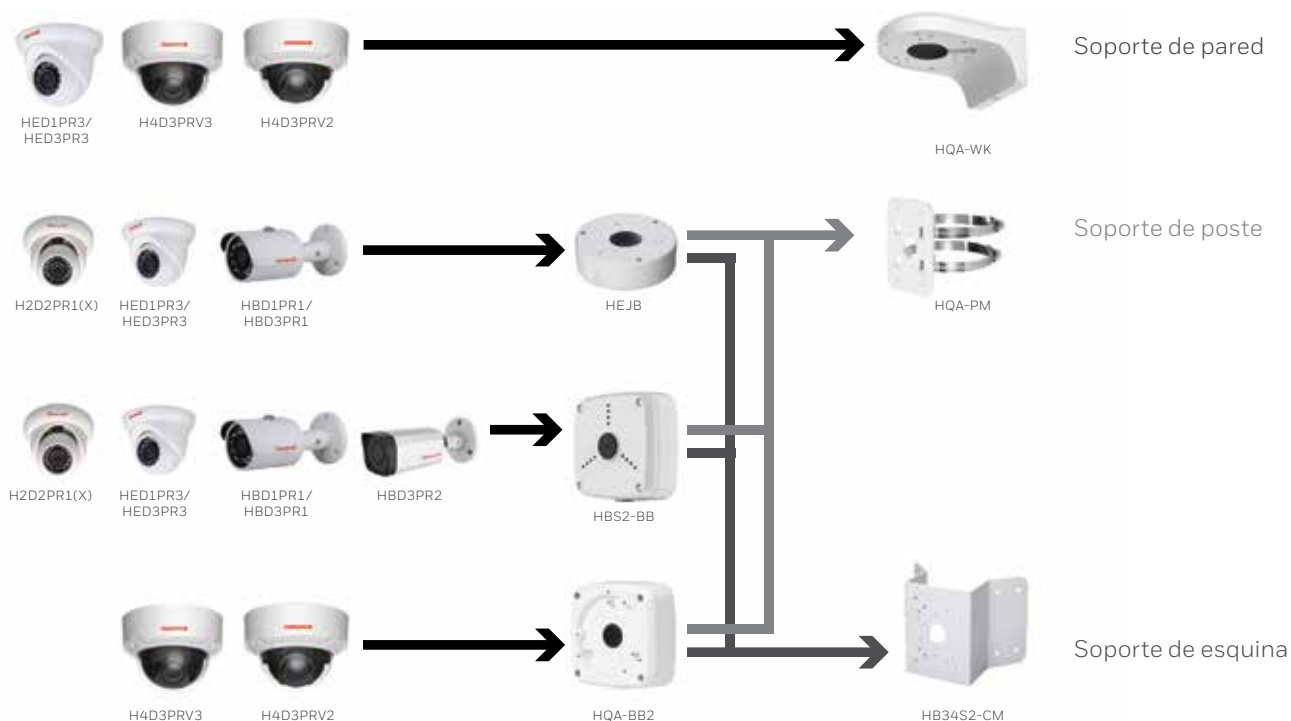 Soporte de pared
HED1PR3/
HED3PR3
H4D3PRV3
H4D3PRV2
HQA-WK
Soporte de poste
H2D2PR1(X)
HED1PR3/
HED3PR3
HBD1PR1/
HBD3PR1
HEJB
HQA-PM
H2D2PR1(X)
HED1PR3/
HED3PR3
HBD1PR1/
HBD3PR1
HBD3PR2
HBS2-BB
Soporte de esquina
H4D3PRV3
H4D3PRV2
HQA-BB2
HB34S2-CM